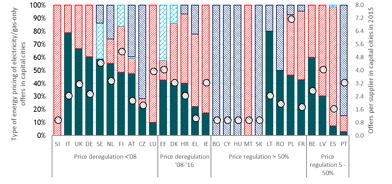 Type of energy pricing of electricity/gas-only
offers in capital cities
100%
90%
80%
70%
60%
50%
40%
30%
20%
10%
0%
8.0
7.0
6.0
5.0
4.0
3.0
2.0
1.0
0.0
Offers per supplier in capital cities in 2015
SI IT UK DE SE NL FI AT CZ LU EE DK HR EL IE BG CY HU MT SK LT RO PL FR BE LV ES PT
Price deregulation <'08
Price deregulation
'08-'16
Price regulation > 50%
Price
regulation 5 -
50%